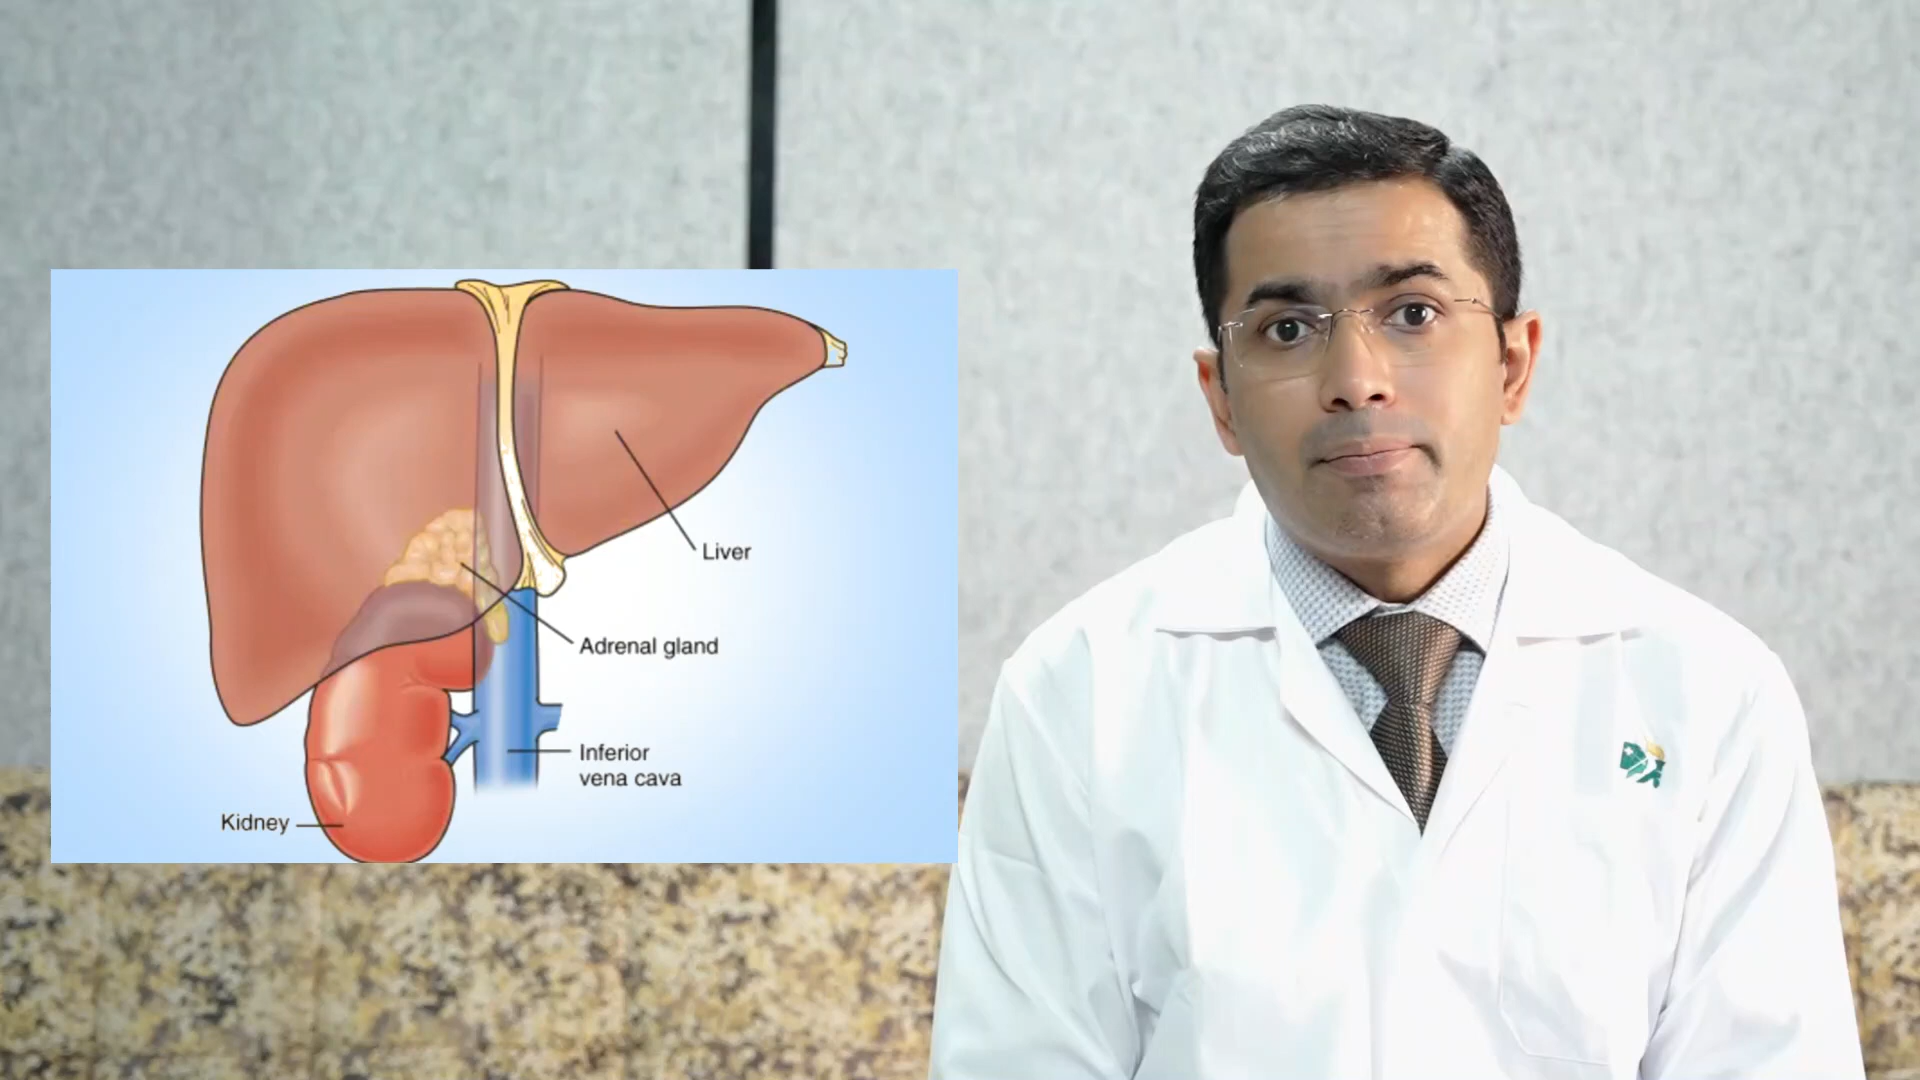 Liver
Adrenal gland
Inferior
vena cava
Kidney